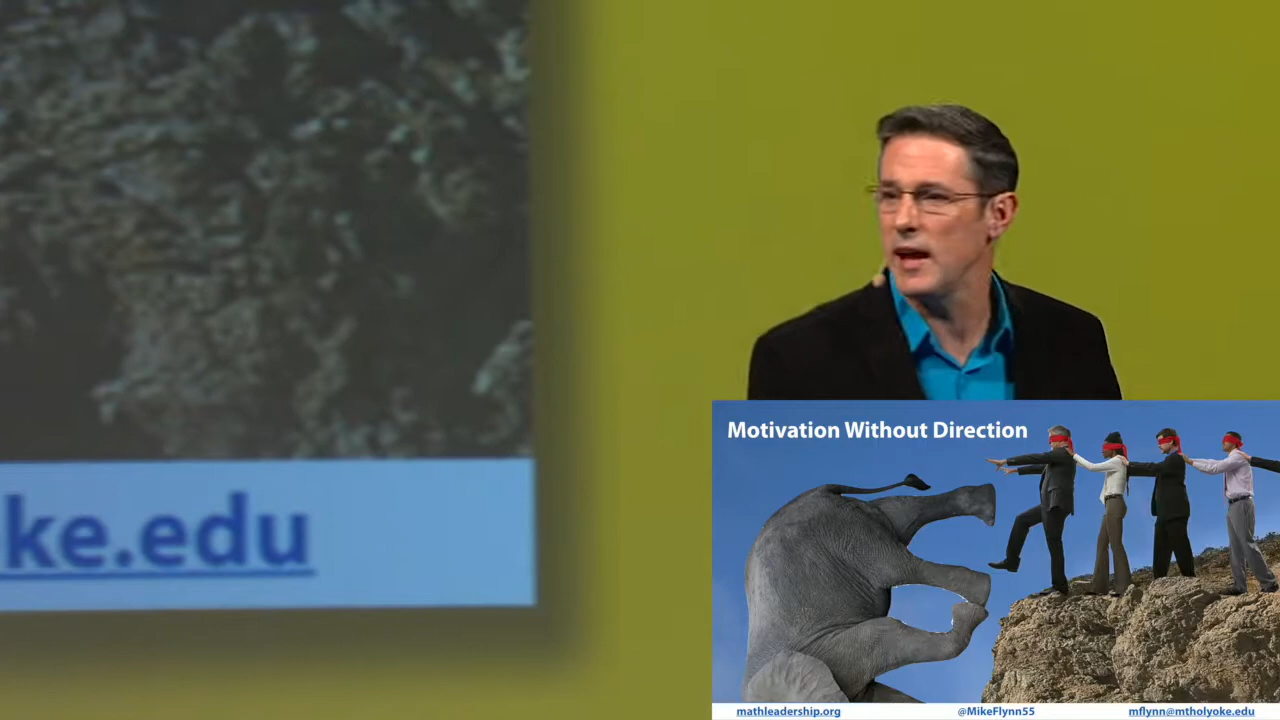 ke.edu
Motivation Without Direction
mathleadership.org @MikeFlynn55 mflynn@mtholyoke.edu